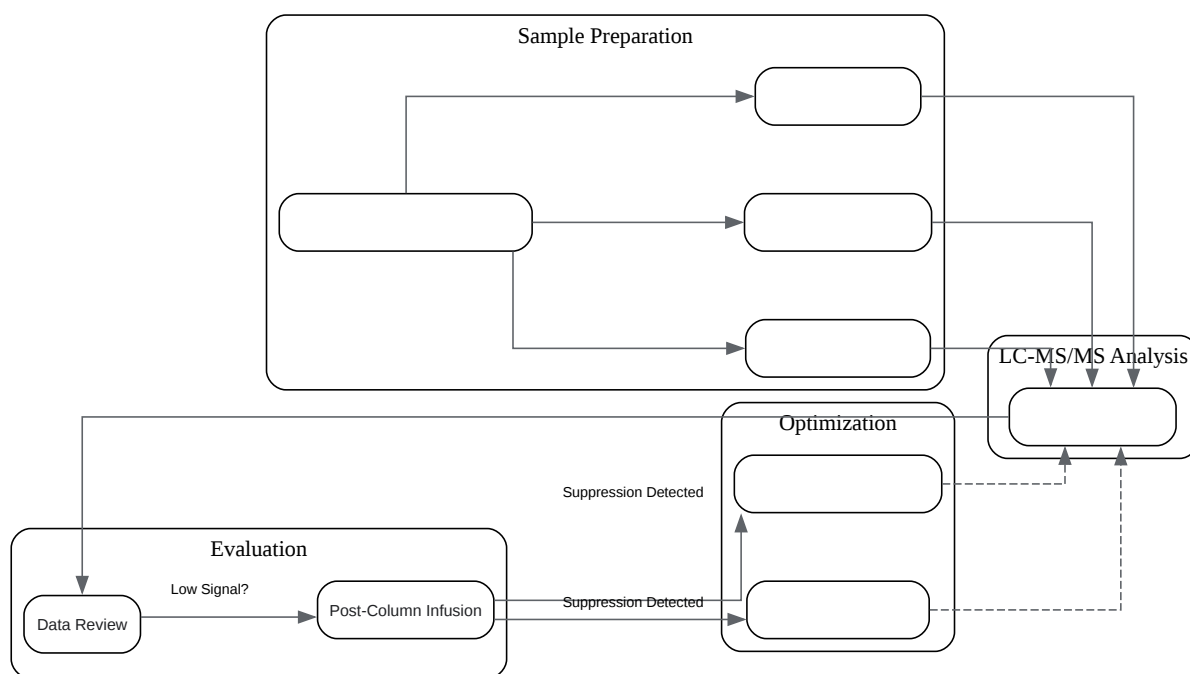 Sample Preparation
LC-MS/MS Analysis
Optimization
Suppression Detected
Evaluation
Low Signal?
Suppression Detected
Post-Column Infusion
Data Review